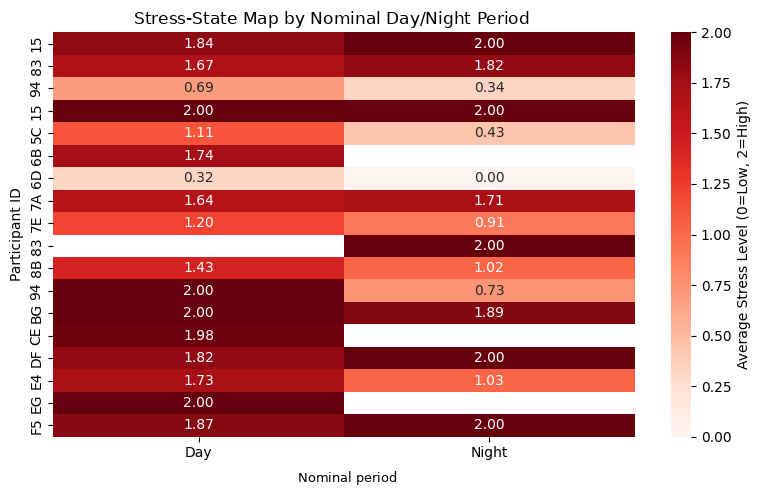 Stress-State Map by Nominal Day/Night Period
Participant ID
15 1.84 2.00
83 1.67 1.82
94 0.69 0.34
15 2.00 2.00
5C 1.11 0.43
6B 1.74
6D 0.32 0.00
7A 1.64 1.71
7E 1.20 0.91
83 2.00
8B 1.43 1.02
94 2.00 0.73
BG 2.00 1.89
CE 1.98
DF 1.82 2.00
E4 1.73 1.03
EG 2.00
F5 1.87 2.00
Day Night
Nominal period
2.00
1.75
1.50
1.25
1.00
0.75
0.50
0.25
0.00
Average Stress Level (0=Low, 2=High)